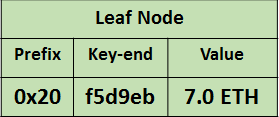 Leaf Node
Prefix Key-end Value
0x20 f5d9eb 7.0 ETH